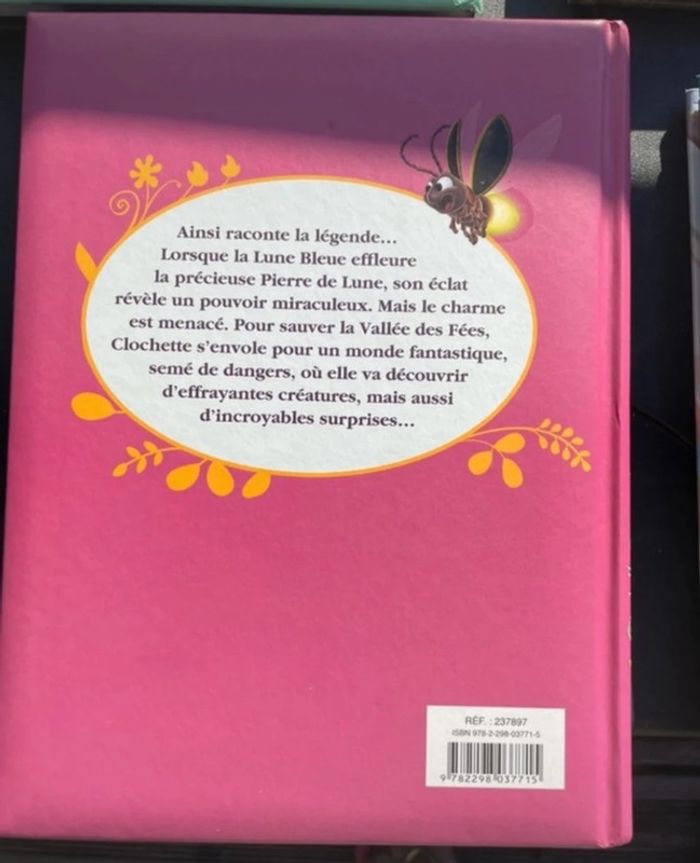 Ainsi raconte la légende...
Lorsque la Lune Bleue effleure
la précieuse Pierre de Lune, son éclat
révèle un pouvoir miraculeux. Mais le charme
est menacé. Pour sauver la Vallée des Fées,
Clochette s'envole pour un monde fantastique,
semé de dangers, où elle va découvrir
d'effrayantes créatures, mais aussi
d'incroyables surprises...
RÉF. : 237897
ISBN 978-2-298-03771-5
9 782298 037715